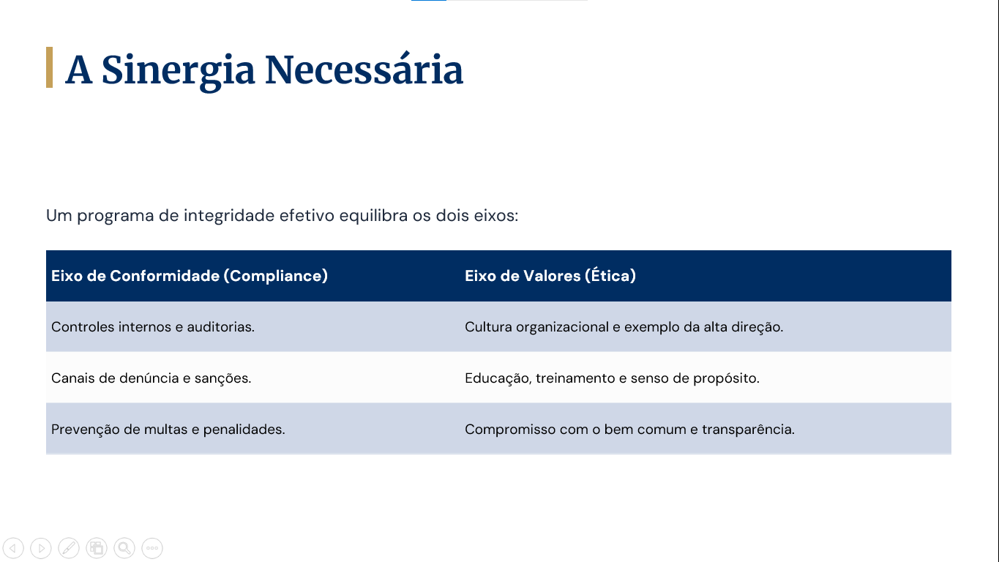 A Sinergia Necessária
Um programa de integridade efetivo equilibra os dois eixos:
Eixo de Conformidade (Compliance) Eixo de Valores (Ética)
Controles internos e auditorias. Cultura organizacional e exemplo da alta direção.
Canais de denúncia e sanções. Educação, treinamento e senso de propósito.
Prevenção de multas e penalidades. Compromisso com o bem comum e transparência.